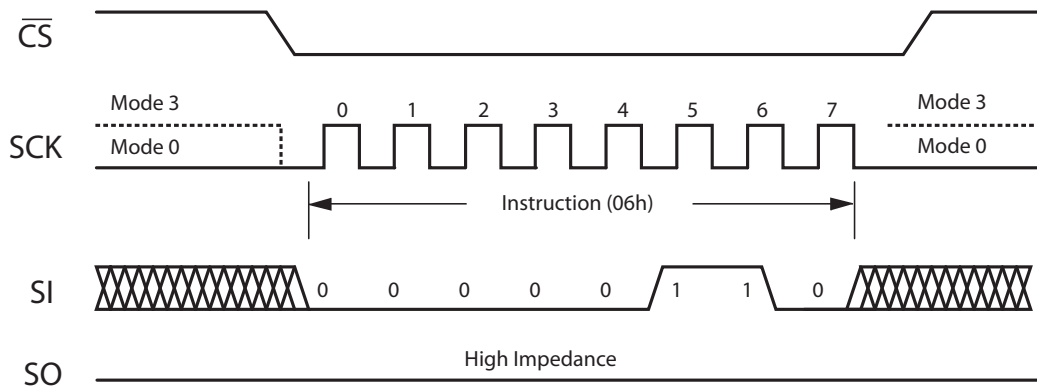 C̅S̅
Mode 3
Mode 0
SCK
0 1 2 3 4 5 6 7
Mode 3
Mode 0
Instruction (06h)
SI
0 0 0 0 0 1 1 0
High Impedance
SO